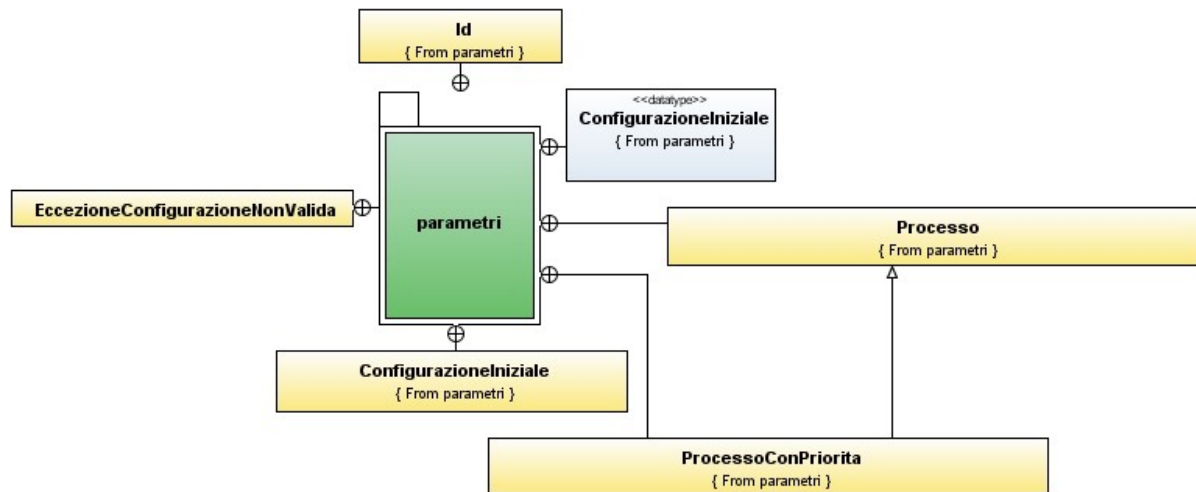 Id
{ From parametri }
<<datatype>>
ConfigurazioneIniziale
{ From parametri }
EccezioneConfigurazioneNonValida
parametri
Processo
{ From parametri }
ConfigurazioneIniziale
{ From parametri }
ProcessoConPriorita
{ From parametri }